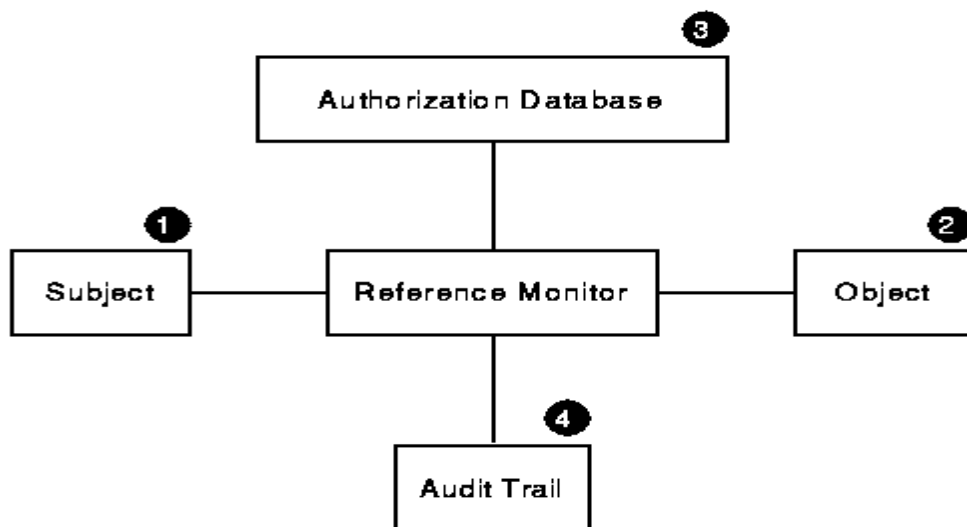 3
Authorization Database
1
2
Subject
Reference Monitor
Object
4
Audit Trail